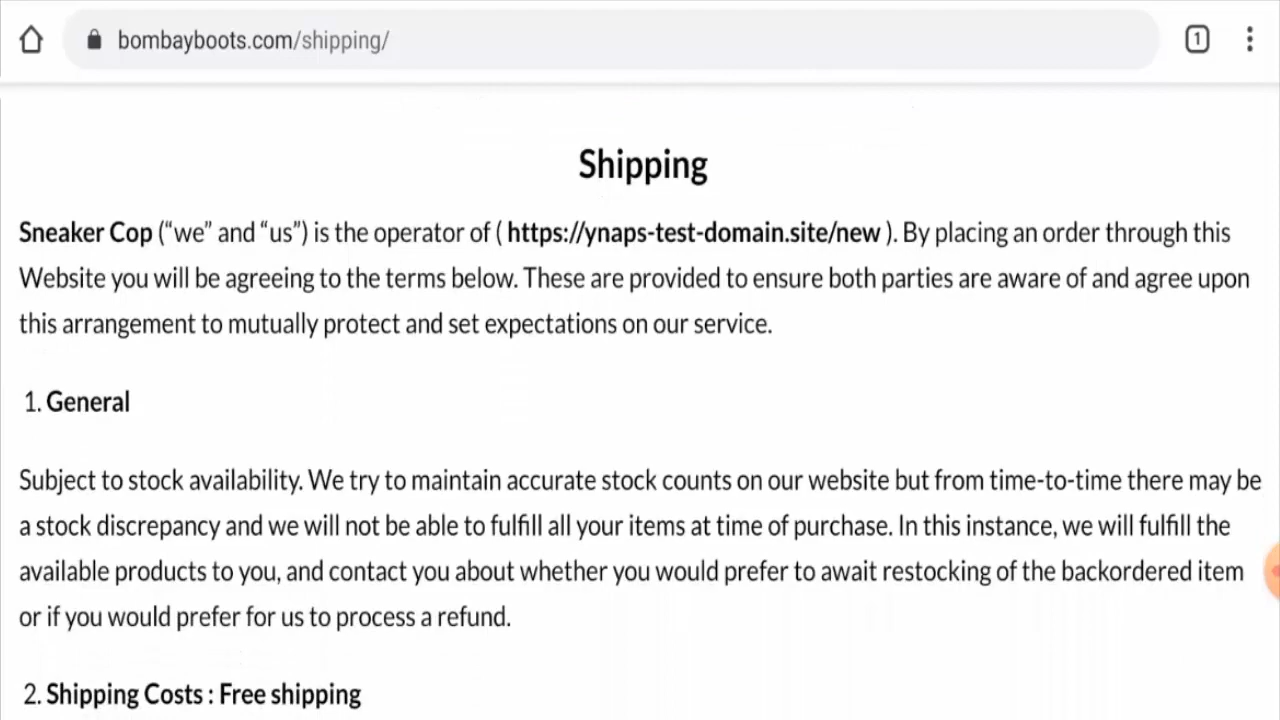 bombayboots.com/shipping/
1
Shipping
Sneaker Cop (“we” and “us”) is the operator of ( https://ynaps-test-domain.site/new ). By placing an order through this
Website you will be agreeing to the terms below. These are provided to ensure both parties are aware of and agree upon
this arrangement to mutually protect and set expectations on our service.
1. General
Subject to stock availability. We try to maintain accurate stock counts on our website but from time-to-time there may be
a stock discrepancy and we will not be able to fulfill all your items at time of purchase. In this instance, we will fulfill the
available products to you, and contact you about whether you would prefer to await restocking of the backordered item
or if you would prefer for us to process a refund.
2. Shipping Costs : Free shipping